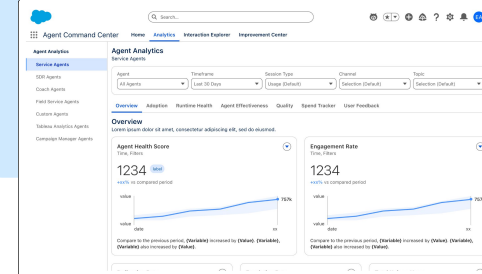 Search...
Agent Command Center Home Analytics Interaction Explorer Improvement Center
Agent Analytics
Service Agents
SDR Agents
Coach Agents
Field Service Agents
Custom Agents
Tableau Analytics Agents
Campaign Manager Agents
Agent Analytics
Service Agents
Agent Timeframe Session Type Channel Topic
All Agents Last 30 Days Usage (Default) Selection (Default) Selection (Default)
Overview Adoption Runtime Health Agent Effectiveness Quality Spend Tracker User Feedback
Overview
Lorem ipsum dolor sit amet, consectetur adipiscing elit, sed do eiusmod.
Agent Health Score
Time, Filters
1234 label
+xx% vs compared period
value
757k
value
date xx
Compare to the previous period, {Variable} increased by {Value}. {Variable},
{Variable} also increased by {Value}.
Engagement Rate
Time, Filters
1234
+xx% vs compared period
value
757
value
date xx
Compare to the previous period, {Variable} increased by {Value}. {Variable},
{Variable} also increased by {Value}.